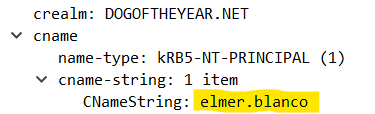 crealm: DOGOFTHEYEAR.NET
cname
name-type: kRB5-NT-PRINCIPAL (1)
cname-string: 1 item
CNameString: elmer.blanco